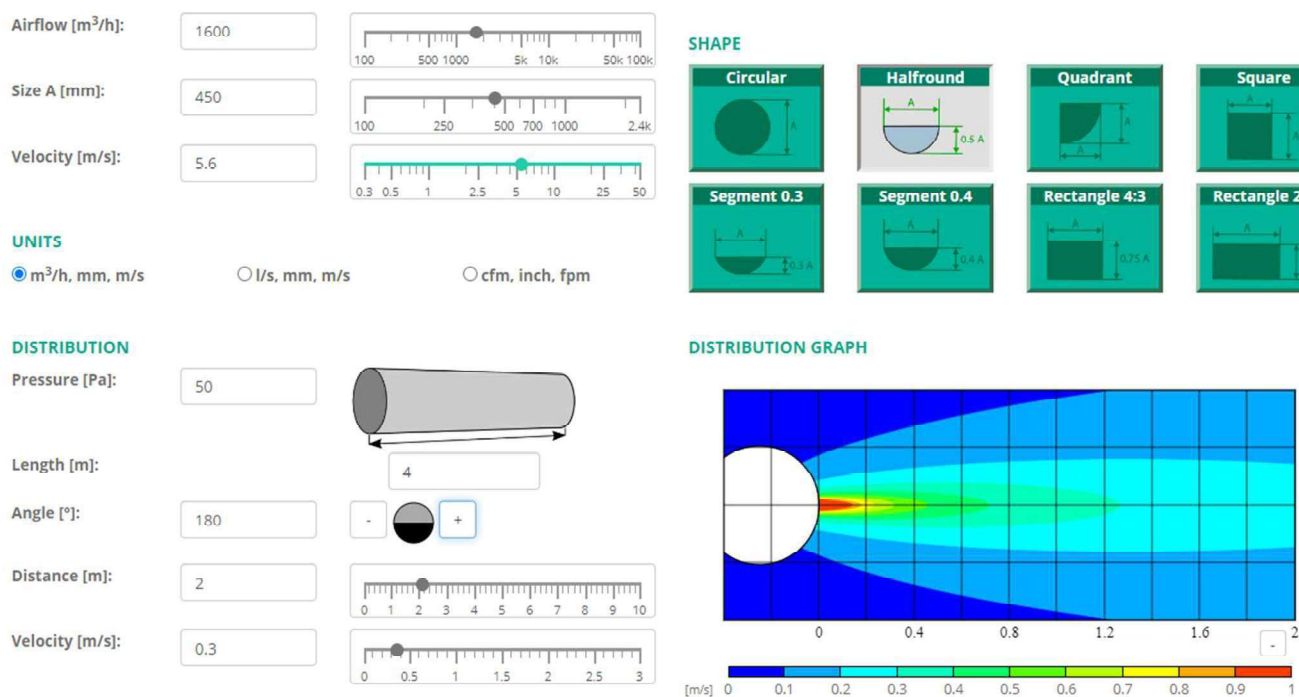 Airflow [m³/h]:
1600
100 500 1000 5k 10k 50k 100k
Size A [mm]:
450
100 250 500 700 1000 2.4k
Velocity [m/s]:
5.6
0.3 0.5 1 2.5 5 10 25 50
UNITS
m³/h, mm, m/s
l/s, mm, m/s
cfm, inch, fpm
SHAPE
Circular
A
Halfround
A
0.5 A
Quadrant
A
A
Square
A
A
Segment 0.3
A
0.3 A
Segment 0.4
A
0.4 A
Rectangle 4:3
A
0.75 A
Rectangle 2
A
DISTRIBUTION
Pressure [Pa]:
50
Length [m]:
4
Angle [°]:
180
-
+
Distance [m]:
2
0 1 2 3 4 5 6 7 8 9 10
Velocity [m/s]:
0.3
0 0.5 1 1.5 2 2.5 3
DISTRIBUTION GRAPH
0 0.4 0.8 1.2 1.6 2
-
[m/s] 0 0.1 0.2 0.3 0.4 0.5 0.6 0.7 0.8 0.9 1